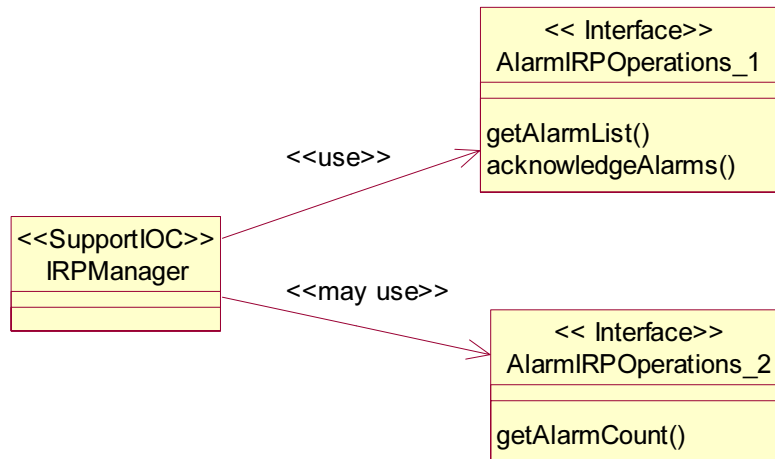 << Interface>>
AlarmIRPOperations_1
getAlarmList()
acknowledgeAlarms()
<<use>>
<<SupportIOC>>
IRPManager
<<may use>>
<< Interface>>
AlarmIRPOperations_2
getAlarmCount()